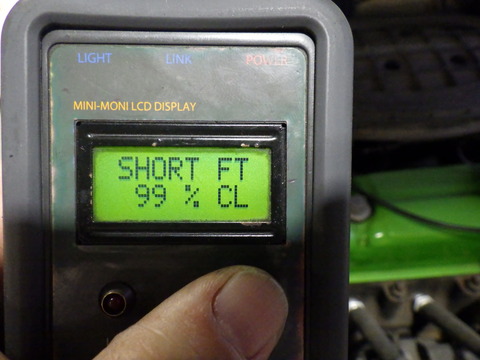 LIGHT LINK POWER
MINI-MONI LCD DISPLAY
SHORT FT
99 % CL